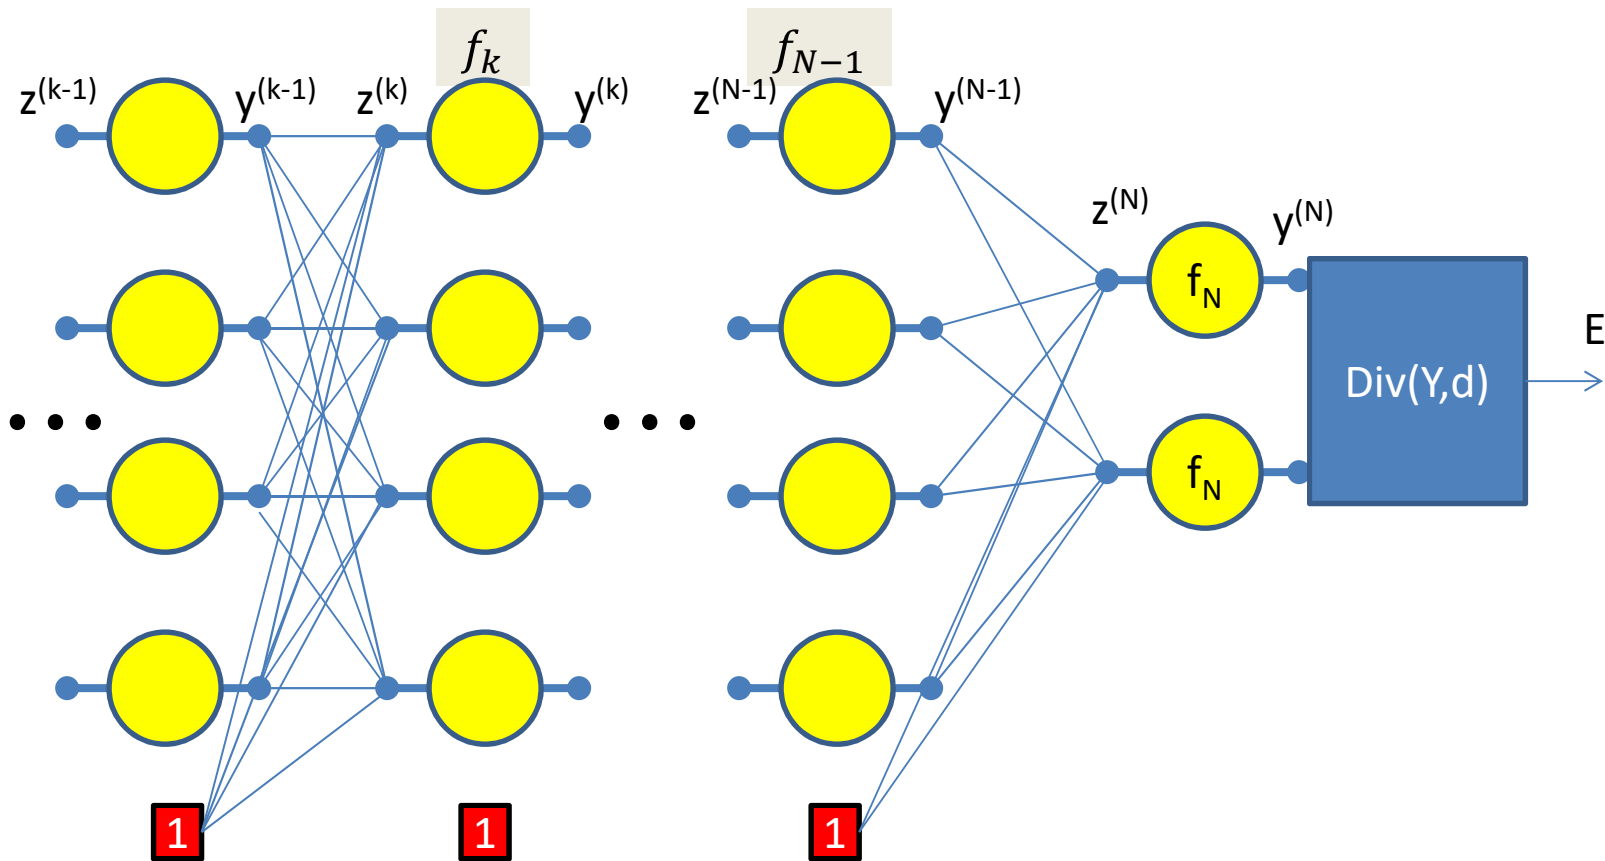 f_k
f_{N−1}
z^(k-1)
y^(k-1)
z^(k)
y^(k)
z^(N-1)
y^(N-1)
z^(N)
y^(N)
f_N
E
Div(Y,d)
f_N
1
1
1